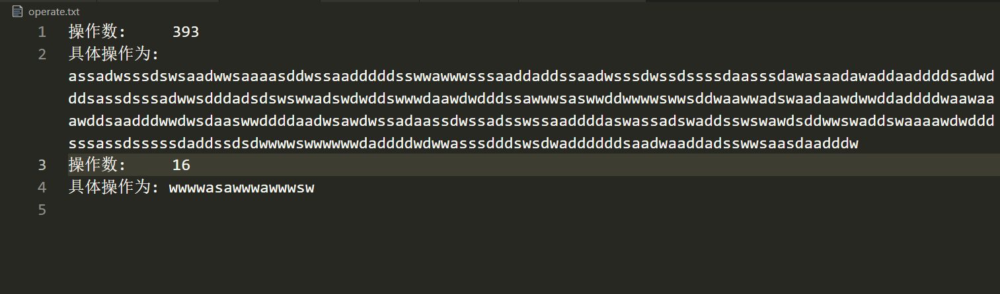 operate.txt
1 操作数: 393
2 具体操作为:
assadwsssdswsaadwwsaaaasddwssaadddddsswwawwwsssaaddaddssaadwsssdwssdssssdaasssdawasaadawaddaaddddsadwd
ddsassdsssadwwsdddadsdswswwadswdwddswwwdaawdwdddssawwwsaswwddwwwwswwsddwaawwadswaadaawdwwddaddddwaawaa
awddsaadddwwdwsdaaswwddddaadwsawdwssadaassdwssadsswssaaddddaswassadswaddsswswawdsddwwswaddswaaaawdwddd
sssassdsssssdaddssdsdwwwwswwwwwwdaddddwdwwasssdddswsdwaddddddsaadwaaddadsswwsaasdaadddw
3 操作数: 16
4 具体操作为: wwwwasawwwawwwsw
5